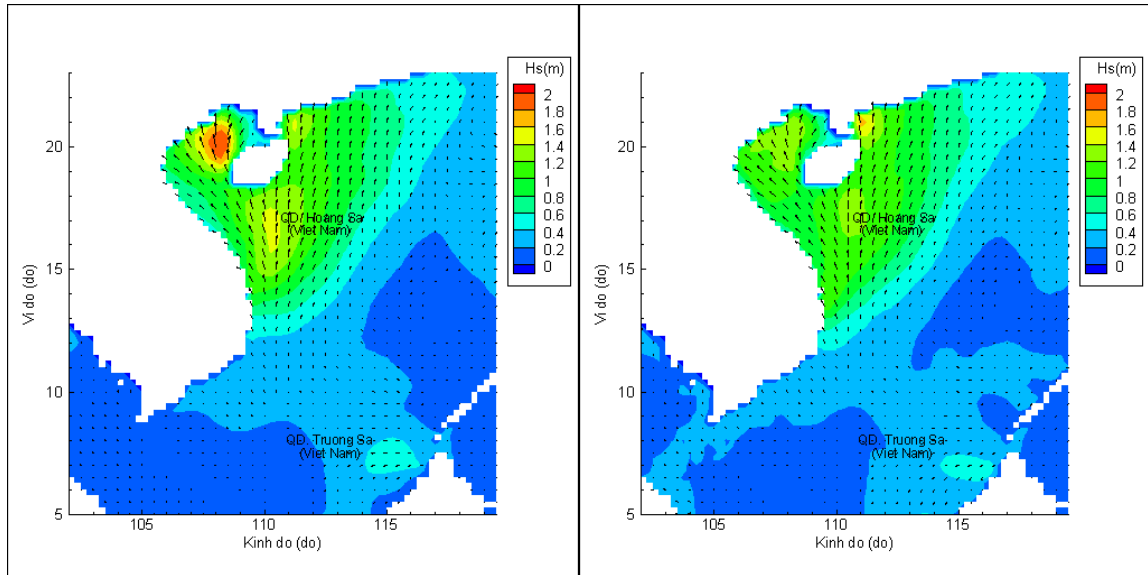 Hs(m)
2
1.8
1.6
1.4
1.2
1
0.8
0.6
0.4
0.2
0
20
15
10
5
Vi do (do)
QD/ Hoang Sa
(Viet Nam)
QD. Truong Sa
(Viet Nam)
105
110
115
Kinh do (do)
Hs(m)
2
1.8
1.6
1.4
1.2
1
0.8
0.6
0.4
0.2
0
20
15
10
5
Vi do (do)
QD/ Hoang Sa
(Viet Nam)
QD. Truong Sa
(Viet Nam)
105
110
115
Kinh do (do)